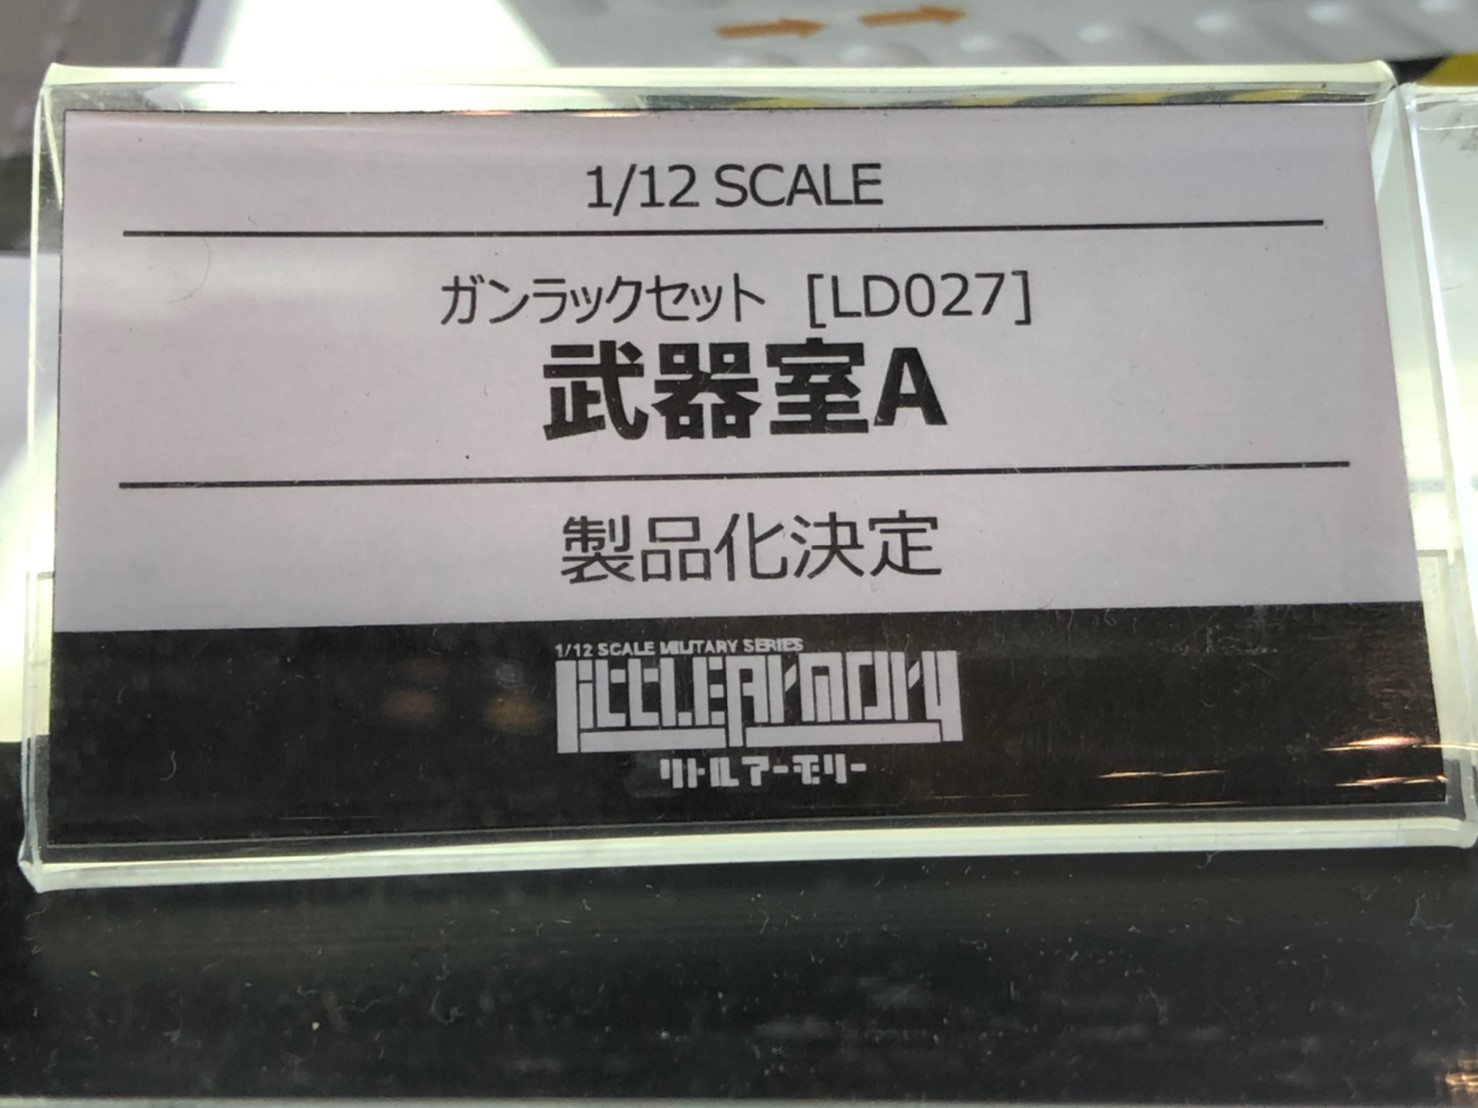 1/12 SCALE
ガンラックセット [LD027]
武器室A
製品化決定
1/12 SCALE MILITARY SERIES
LittLEArmory
リトルアーモリー